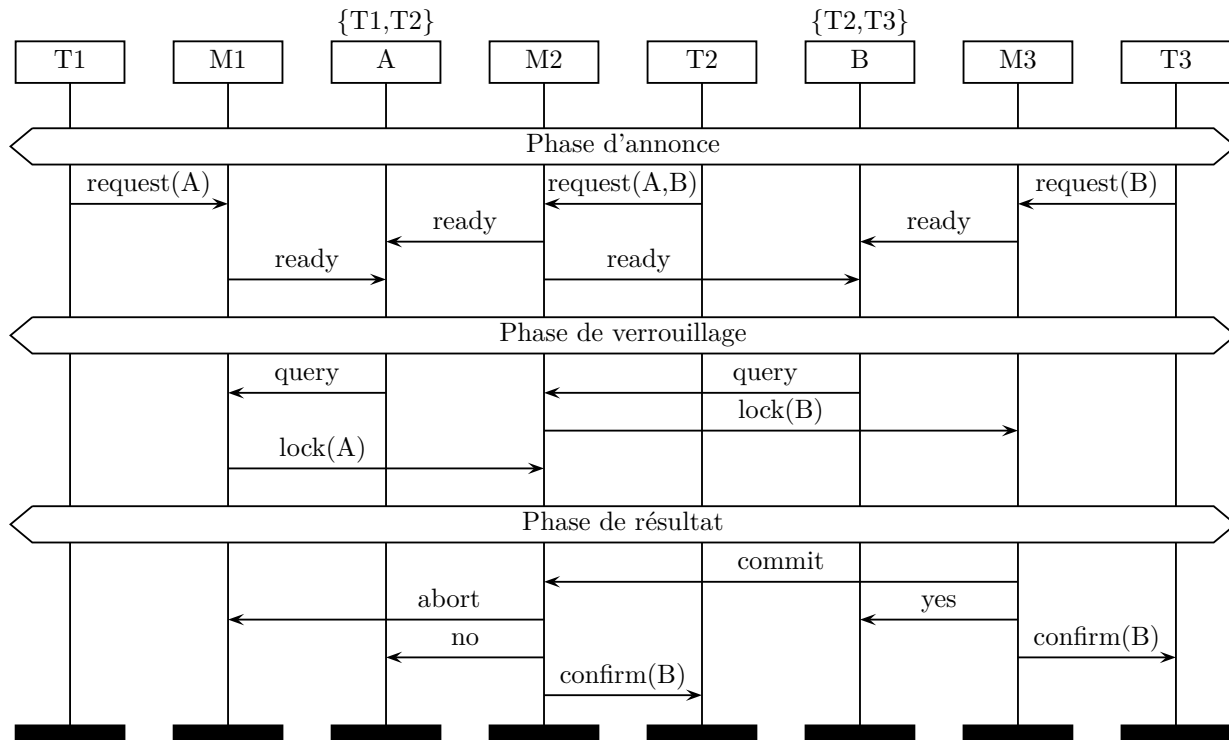 {T1,T2} {T2,T3}
T1 M1 A M2 T2 B M3 T3
Phase d'annonce
request(A) request(A,B) request(B)
ready ready
ready ready
Phase de verrouillage
query query
lock(B)
lock(A)
Phase de résultat
commit
abort yes
no confirm(B)
confirm(B)